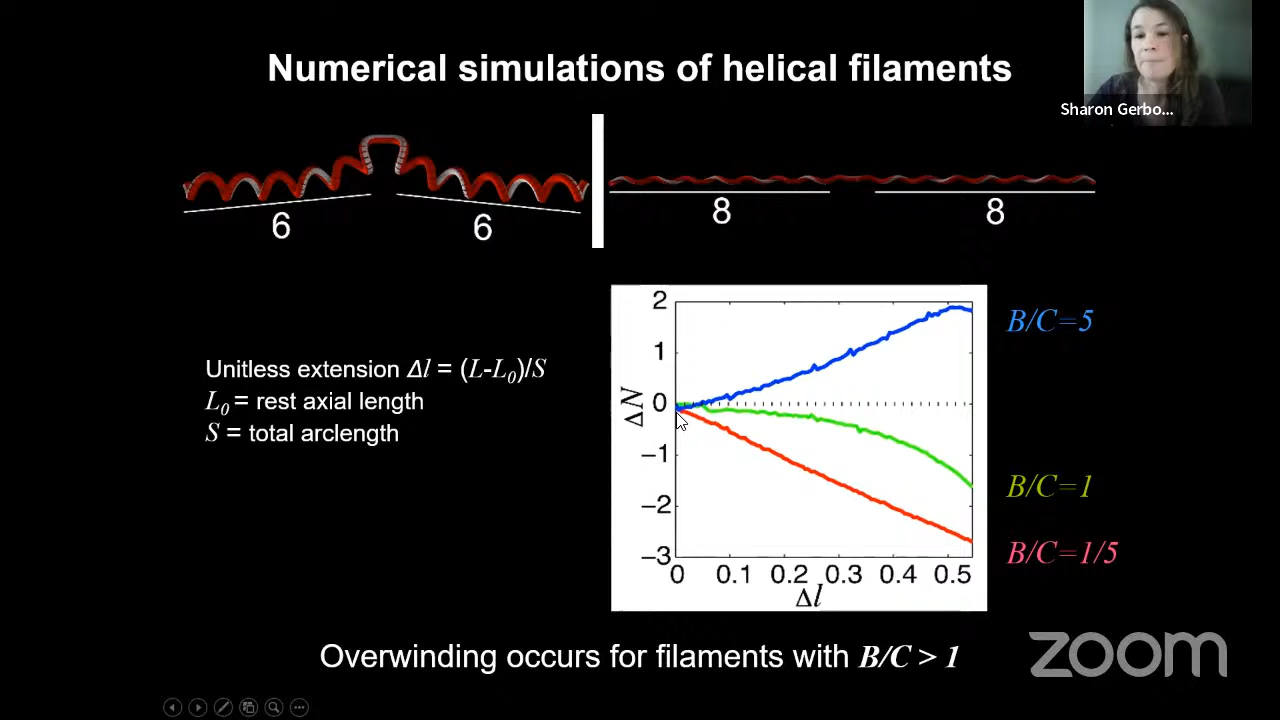 Numerical simulations of helical filaments
Sharon Gerbo...
6
6
8
8
Unitless extension Δl = (L-L₀)/S
L₀ = rest axial length
S = total arclength
2
1
0
−1
−2
−3
ΔN
0 0.1 0.2 0.3 0.4 0.5
Δl
B/C=5
B/C=1
B/C=1/5
Overwinding occurs for filaments with B/C > 1
zoom